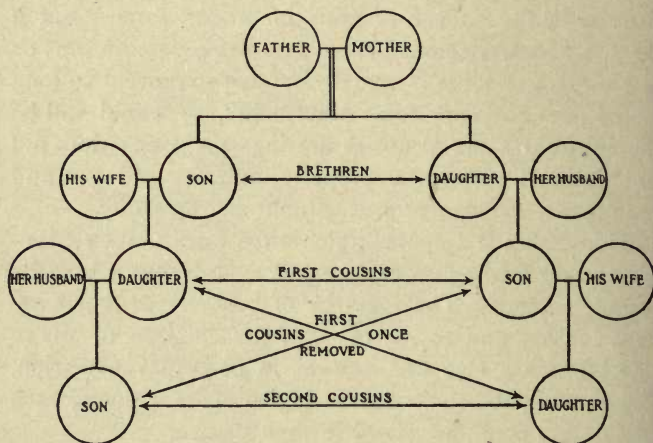 FATHER
MOTHER
HIS WIFE
SON
BRETHREN
DAUGHTER
HER HUSBAND
HER HUSBAND
DAUGHTER
FIRST COUSINS
SON
HIS WIFE
FIRST
COUSINS ONCE
REMOVED
SON
SECOND COUSINS
DAUGHTER